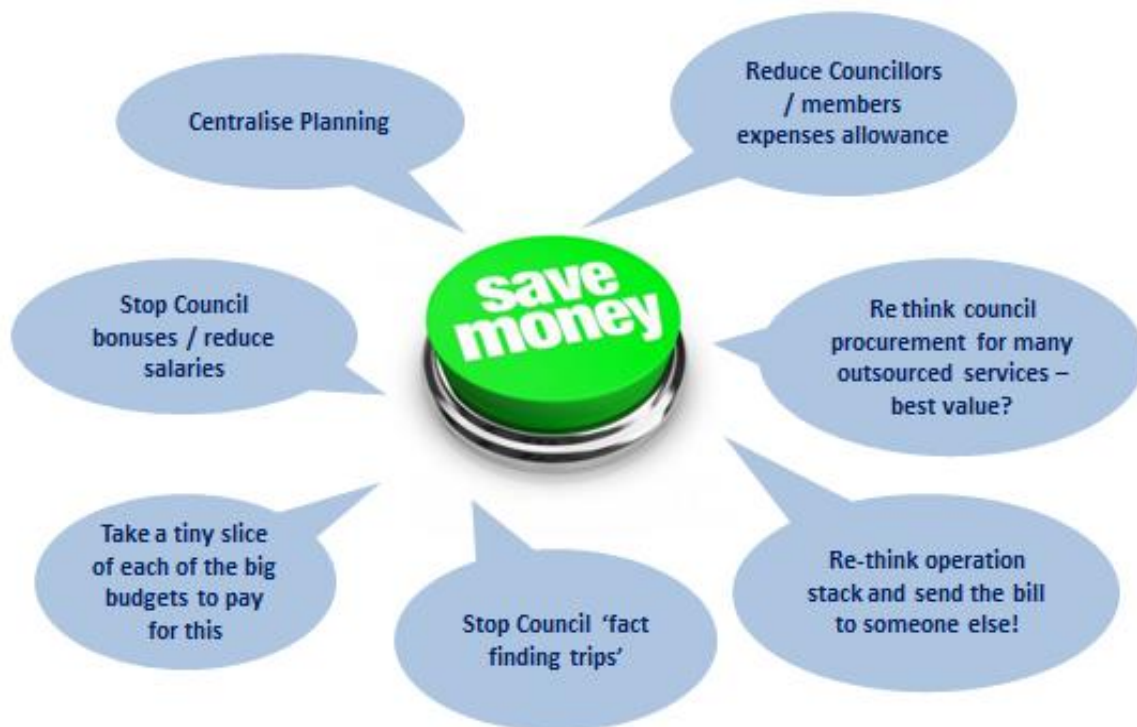 Centralise Planning
Reduce Councillors
/ members
expenses allowance
save
money
Stop Council
bonuses / reduce
salaries
Re think council
procurement for many
outsourced services –
best value?
Take a tiny slice
of each of the big
budgets to pay
for this
Stop Council ‘fact
finding trips’
Re-think operation
stack and send the bill
to someone else!